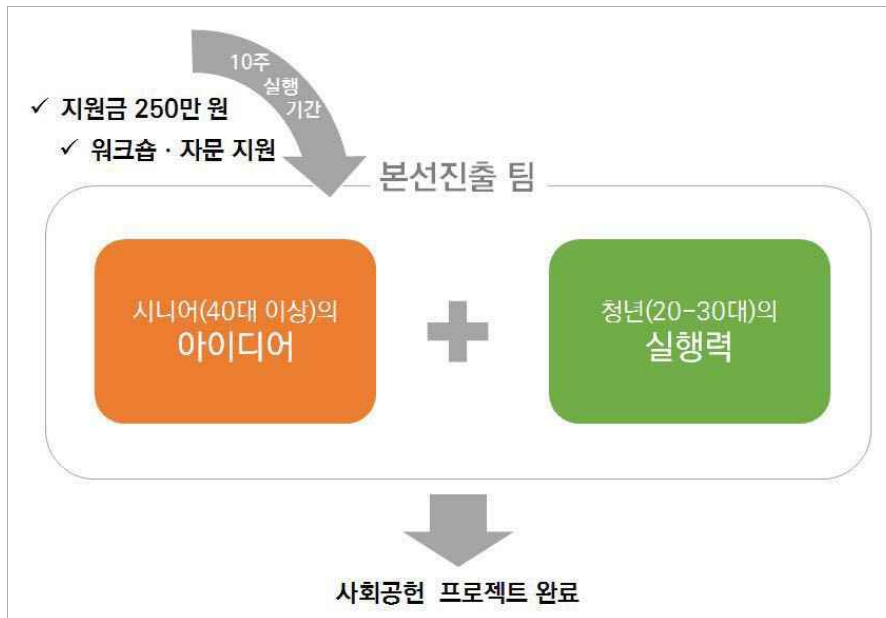 10주
실행
기간
✓ 지원금 250만 원
✓ 워크숍 · 자문 지원
본선진출 팀
시니어(40대 이상)의
아이디어
청년(20-30대)의
실행력
사회공헌 프로젝트 완료